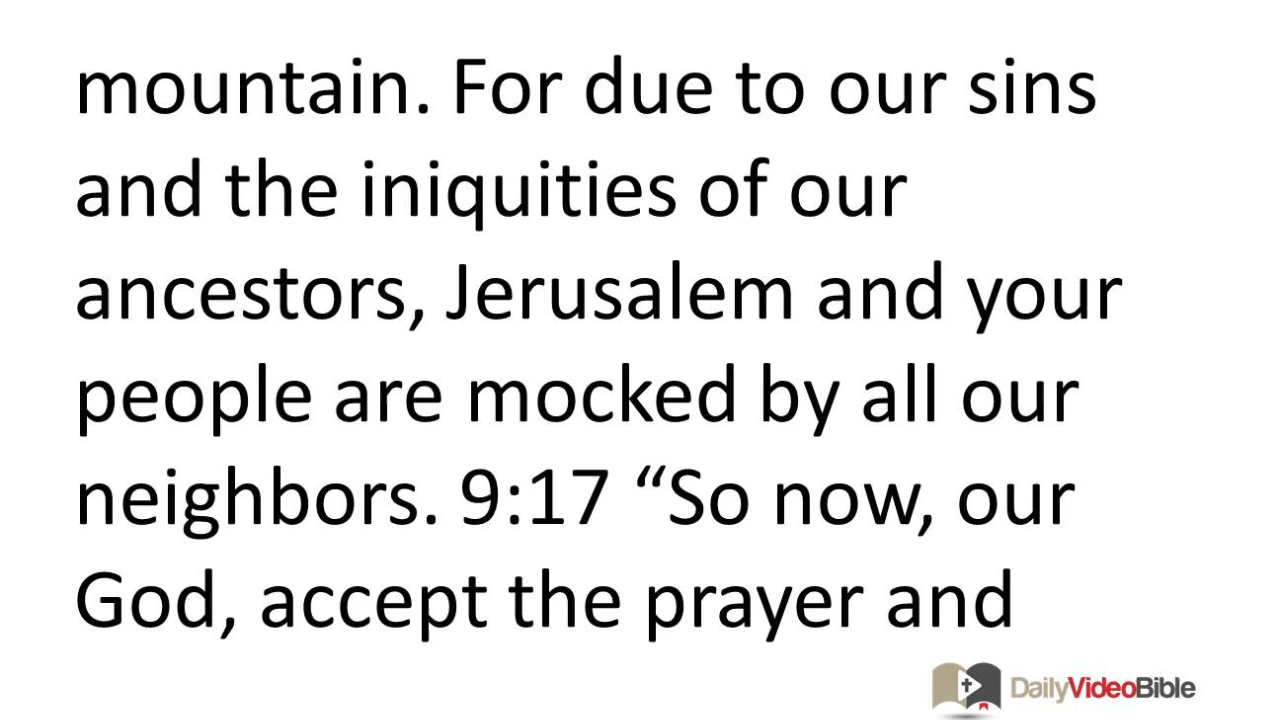 mountain. For due to our sins
and the iniquities of our
ancestors, Jerusalem and your
people are mocked by all our
neighbors. 9:17 “So now, our
God, accept the prayer and
DailyVideoBible